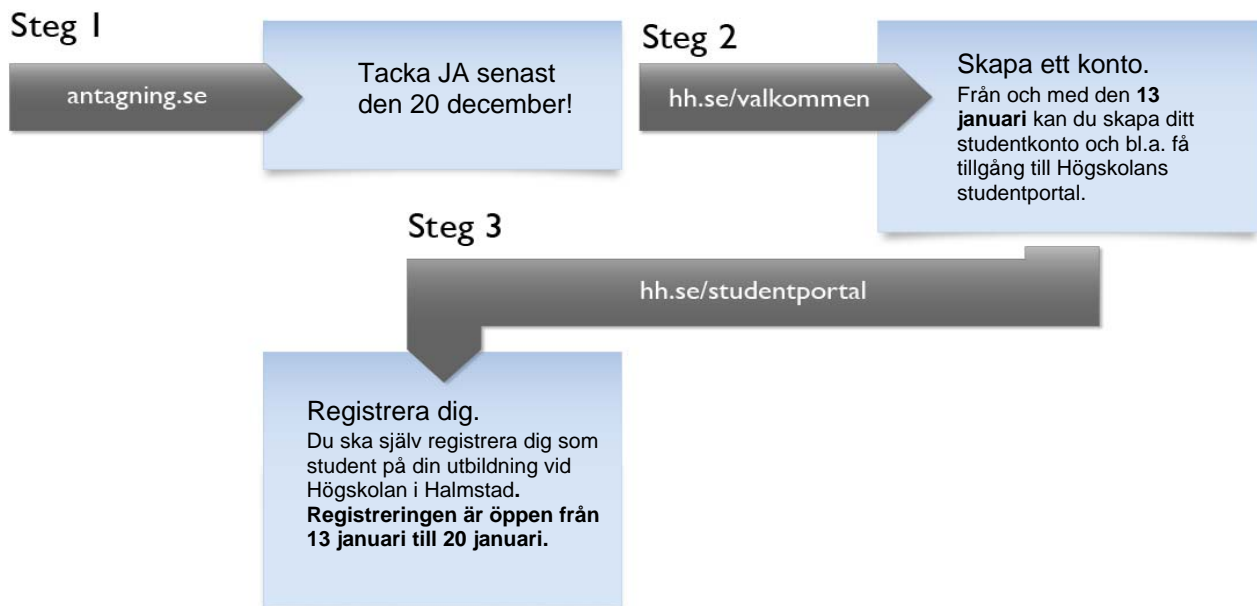 Steg 1
antagning.se
Tacka JA senast
den 20 december!
Steg 2
hh.se/valkommen
Skapa ett konto.
Från och med den 13
januari kan du skapa ditt
studentkonto och bl.a. få
tillgång till Högskolans
studentportal.
Steg 3
hh.se/studentportal
Registrera dig.
Du ska själv registrera dig som
student på din utbildning vid
Högskolan i Halmstad.
Registreringen är öppen från
13 januari till 20 januari.